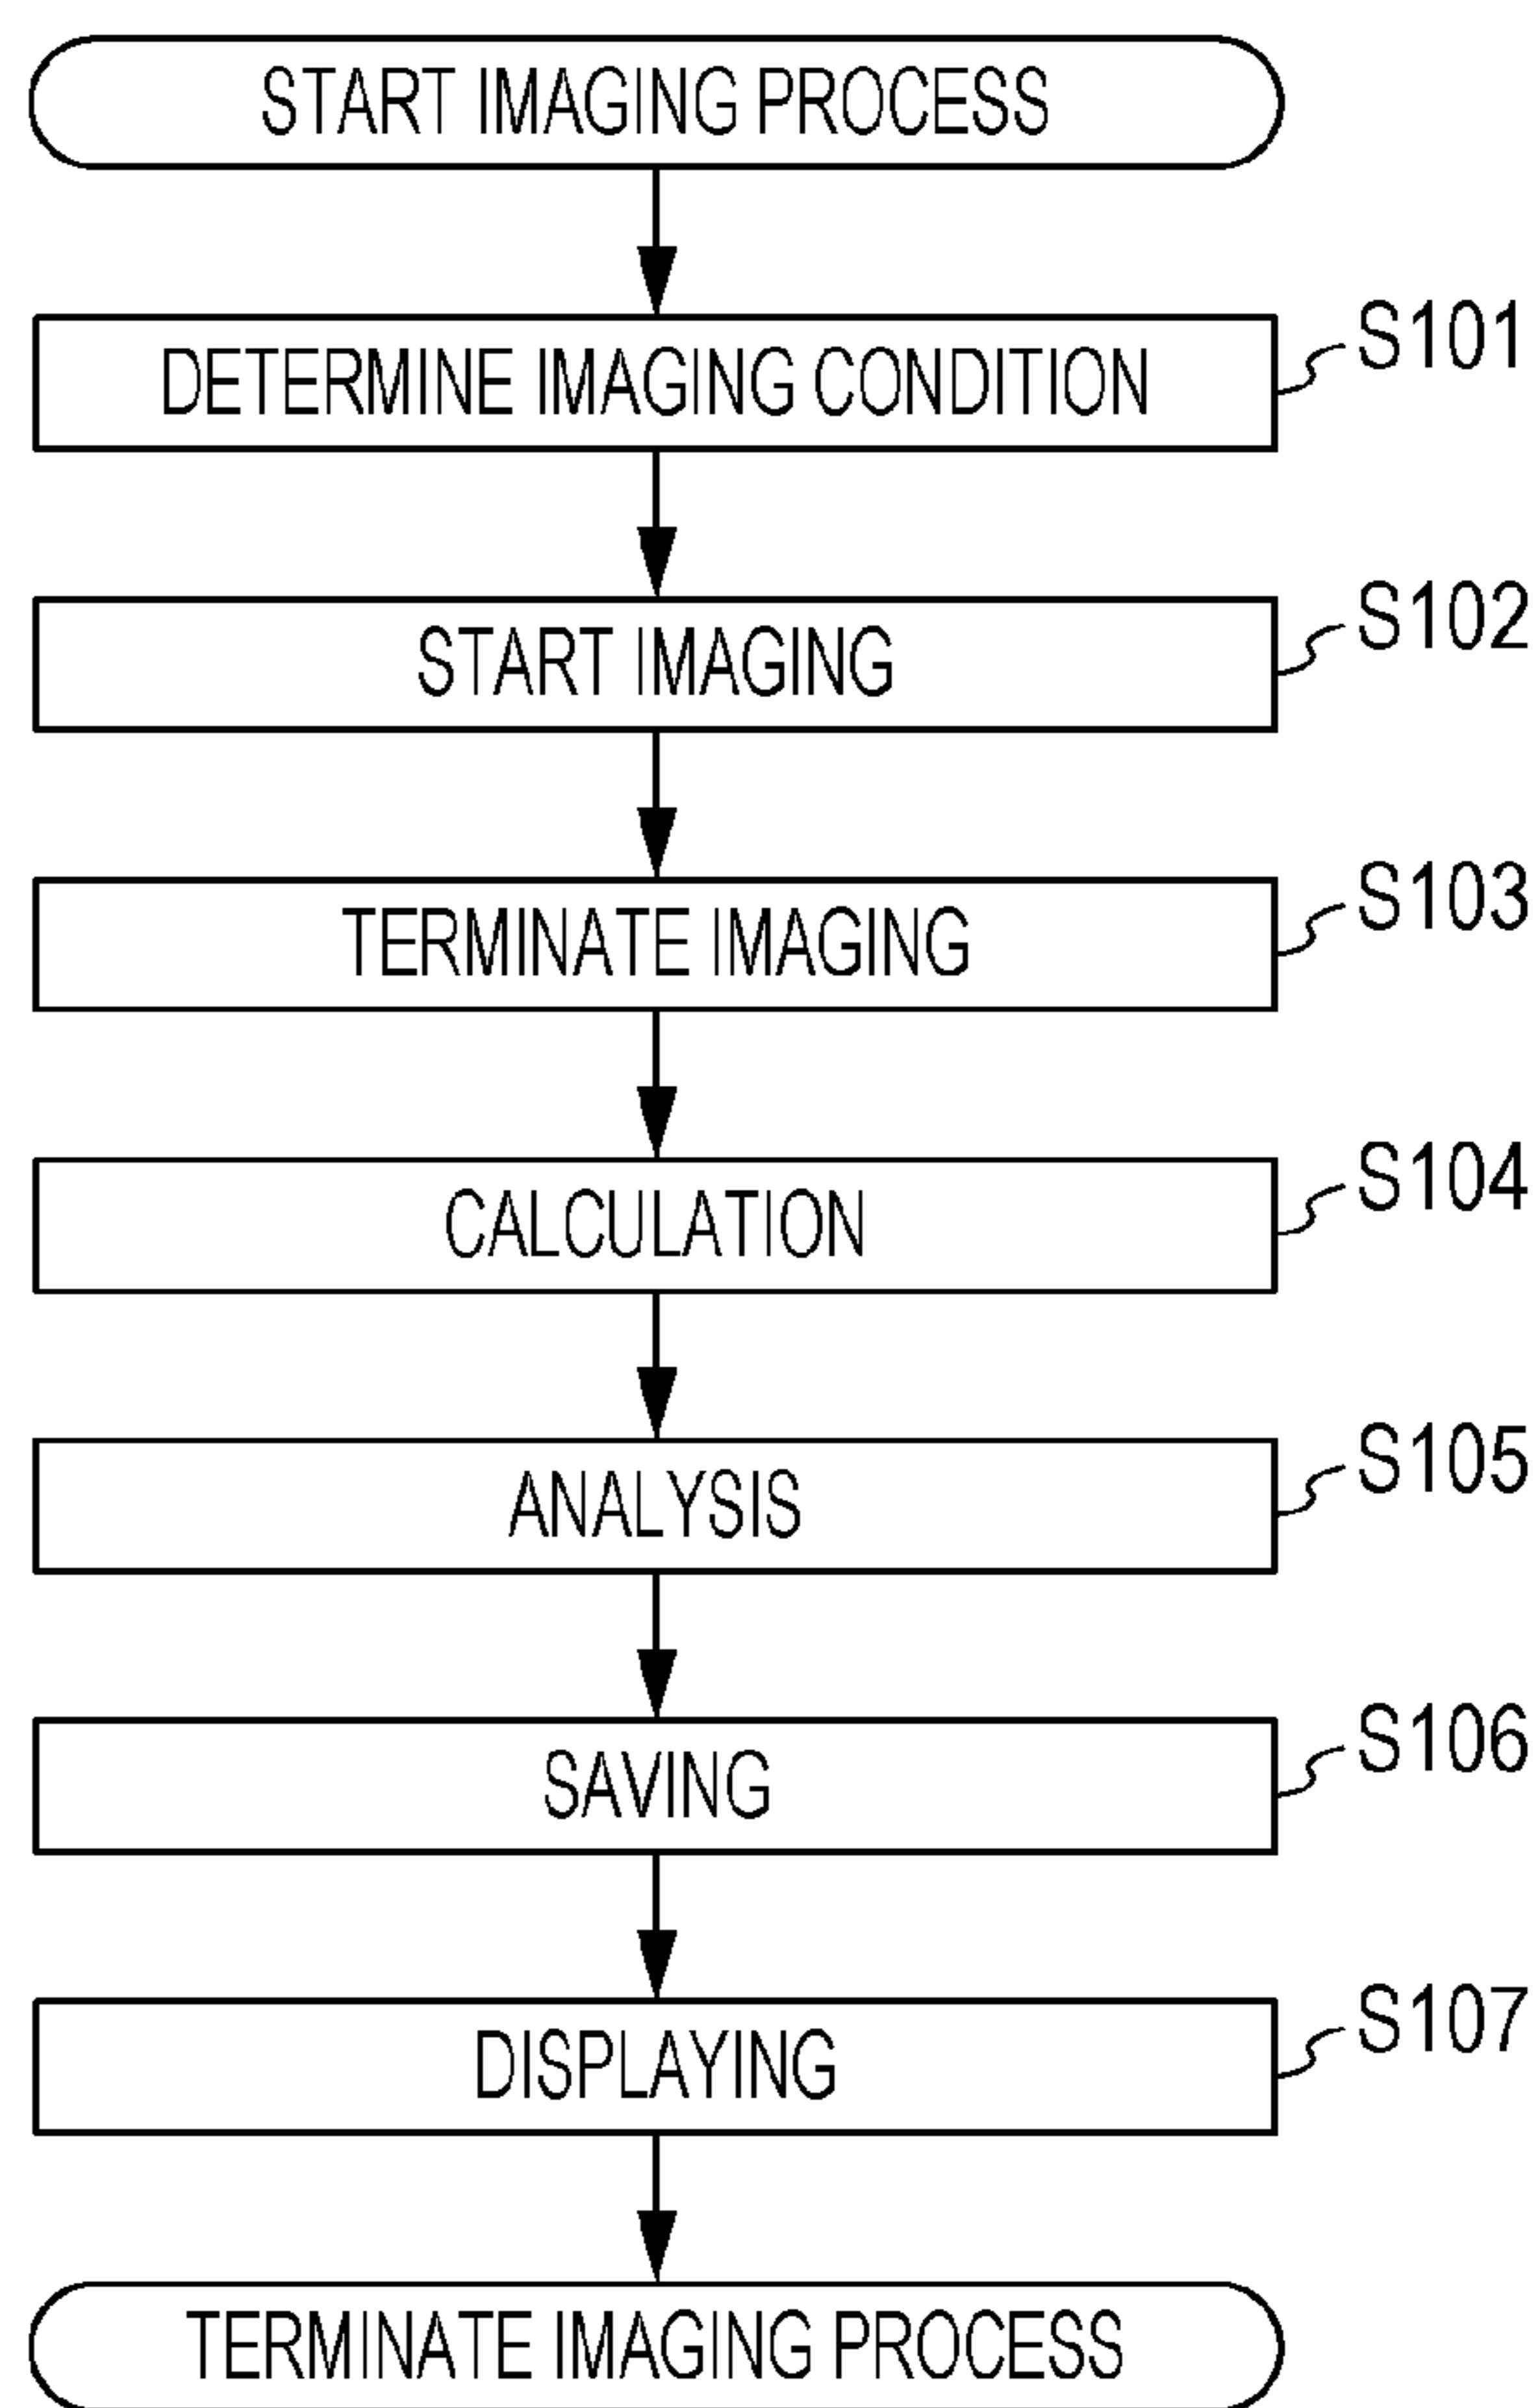 START IMAGING PROCESS
DETERMINE IMAGING CONDITION
S101
START IMAGING
S102
TERMINATE IMAGING
S103
CALCULATION
S104
ANALYSIS
S105
SAVING
S106
DISPLAYING
S107
TERMINATE IMAGING PROCESS